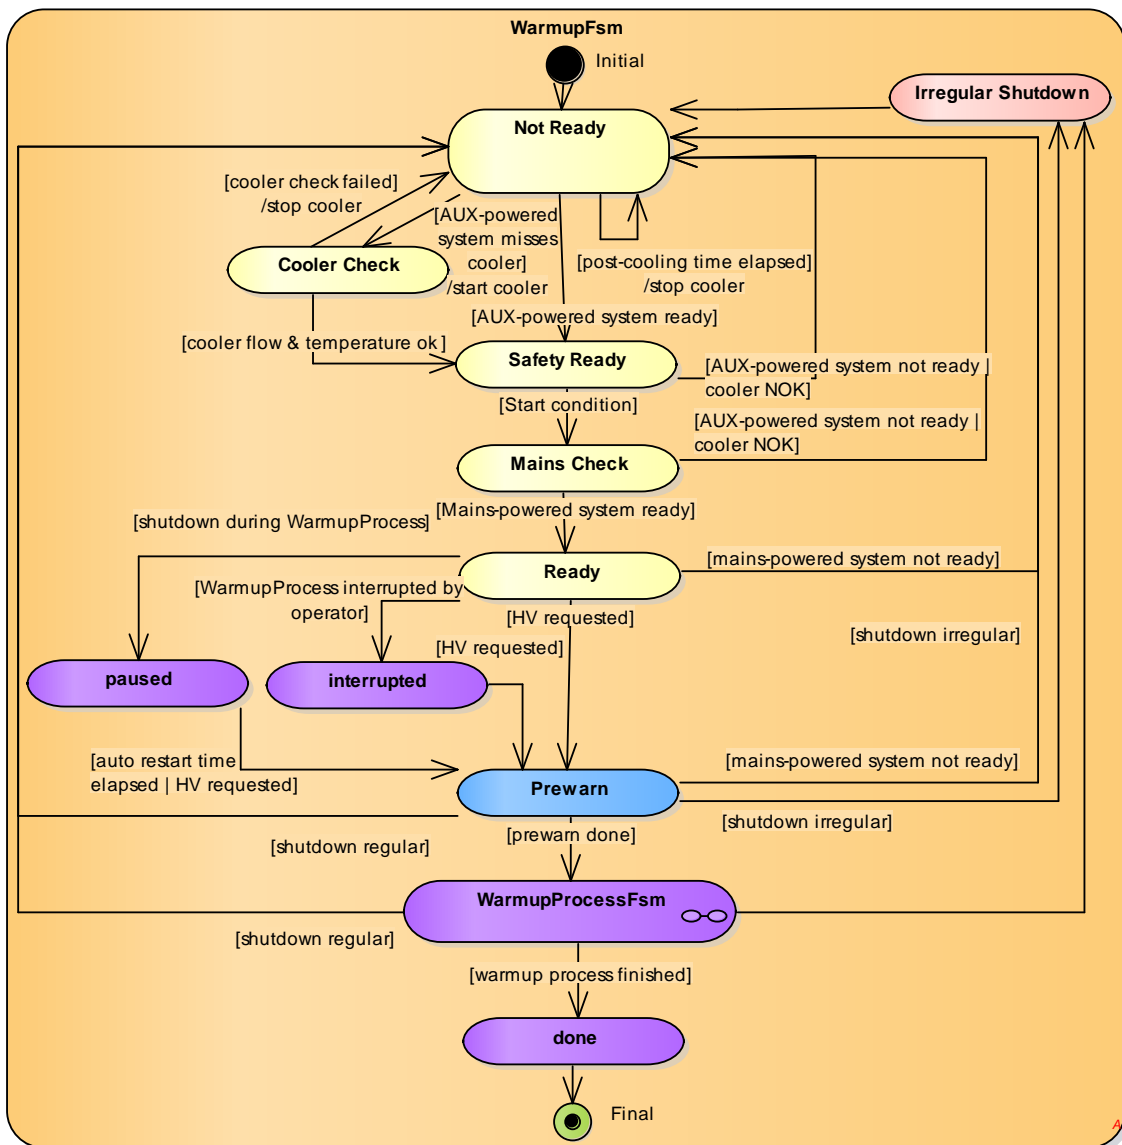 WarmupFsm
Initial
Irregular Shutdown
Not Ready
[cooler check failed]
/stop cooler
[AUX-powered
system misses
cooler]
/start cooler
Cooler Check
[post-cooling time elapsed]
/stop cooler
[AUX-powered system ready]
[cooler flow & temperature ok]
Safety Ready
[AUX-powered system not ready |
cooler NOK]
[Start condition]
[AUX-powered system not ready |
cooler NOK]
Mains Check
[Mains-powered system ready]
[shutdown during WarmupProcess]
Ready
[mains-powered system not ready]
[WarmupProcess interrupted by
operator]
[HV requested]
[HV requested]
[shutdown irregular]
paused
interrupted
[auto restart time
elapsed | HV requested]
[mains-powered system not ready]
Prewarn
[shutdown irregular]
[prewarn done]
[shutdown regular]
WarmupProcessFsm
[shutdown regular]
[warmup process finished]
done
Final
A